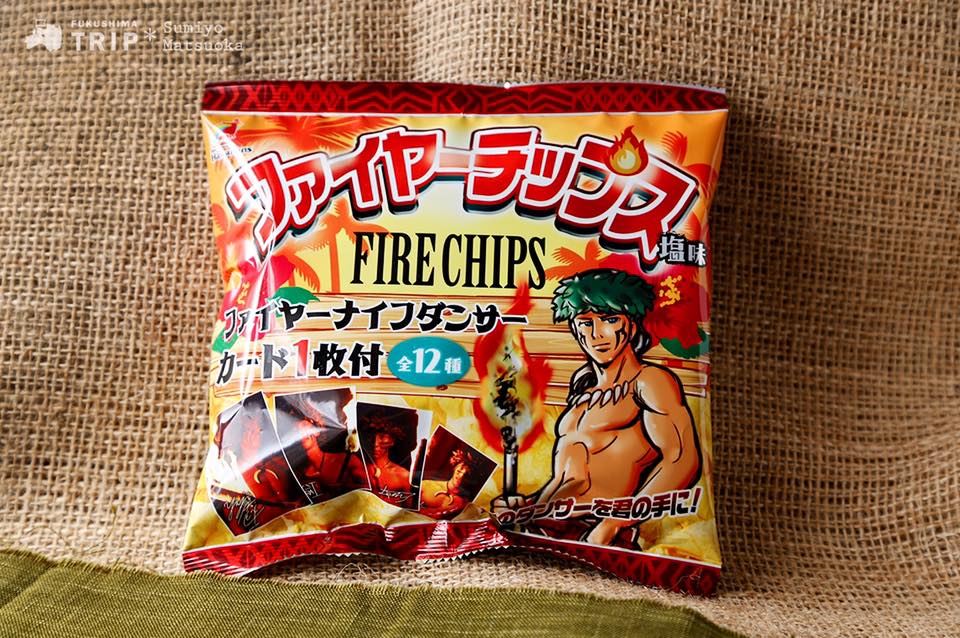 FUKUSHIMA
TRIP*
Sumiyo
Matsuoka
ファイヤーチップス
塩味
FIRE CHIPS
ファイヤーナイフダンサー
カード1枚付
全12種
のダンサーを君の手に!